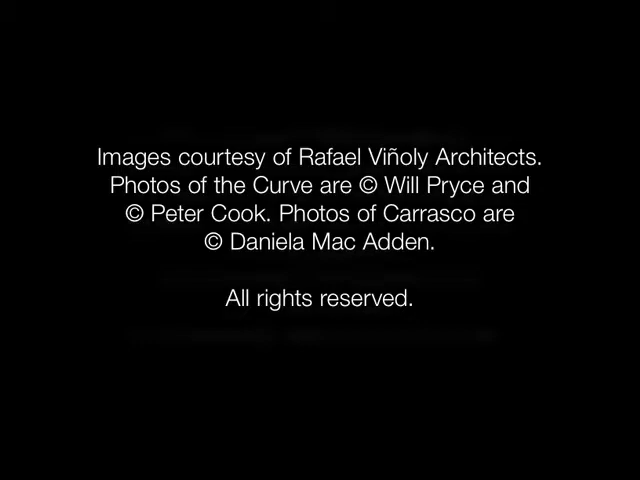 Images courtesy of Rafael Viñoly Architects.
Photos of the Curve are © Will Pryce and
© Peter Cook. Photos of Carrasco are
© Daniela Mac Adden.
All rights reserved.